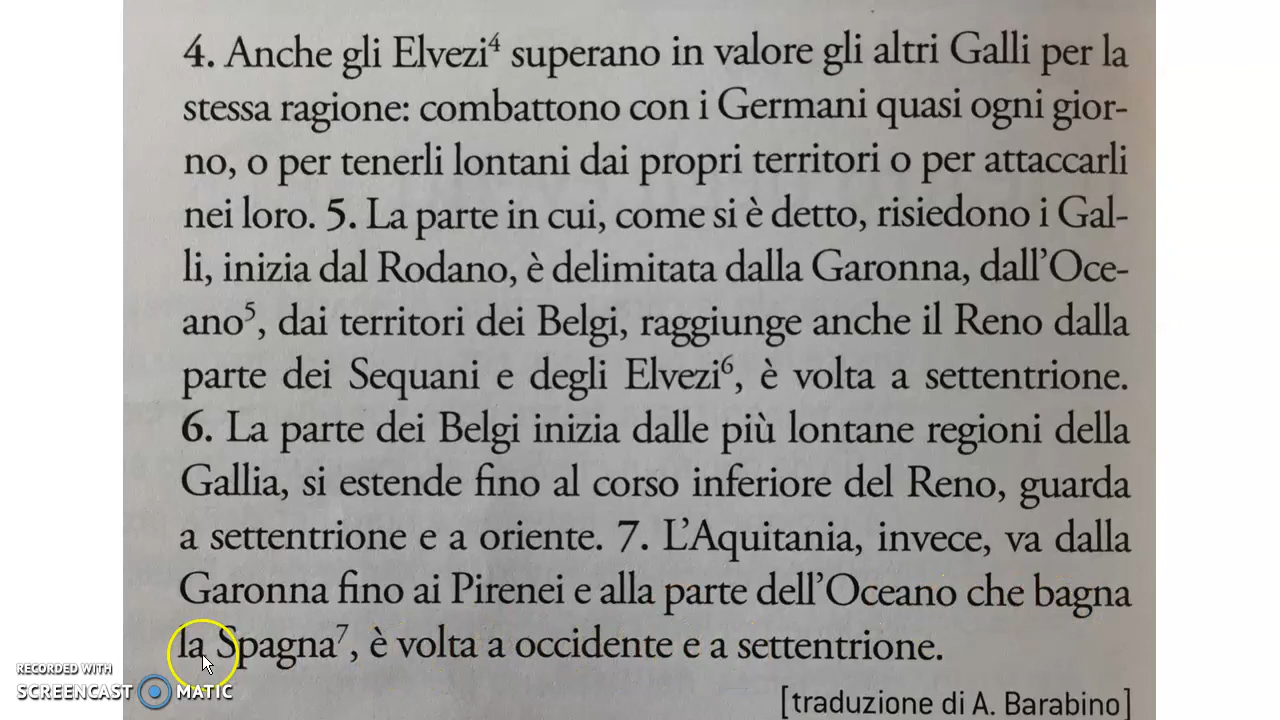 4. Anche gli Elvezi⁴ superano in valore gli altri Galli per la
stessa ragione: combattono con i Germani quasi ogni gior-
no, o per tenerli lontani dai propri territori o per attaccarli
nei loro. 5. La parte in cui, come si è detto, risiedono i Gal-
li, inizia dal Rodano, è delimitata dalla Garonna, dall’Oce-
ano⁵, dai territori dei Belgi, raggiunge anche il Reno dalla
parte dei Sequani e degli Elvezi⁶, è volta a settentrione.
6. La parte dei Belgi inizia dalle più lontane regioni della
Gallia, si estende fino al corso inferiore del Reno, guarda
a settentrione e a oriente. 7. L’Aquitania, invece, va dalla
Garonna fino ai Pirenei e alla parte dell’Oceano che bagna
la Spagna⁷, è volta a occidente e a settentrione.
[traduzione di A. Barabino]
RECORDED WITH
SCREENCAST MATIC